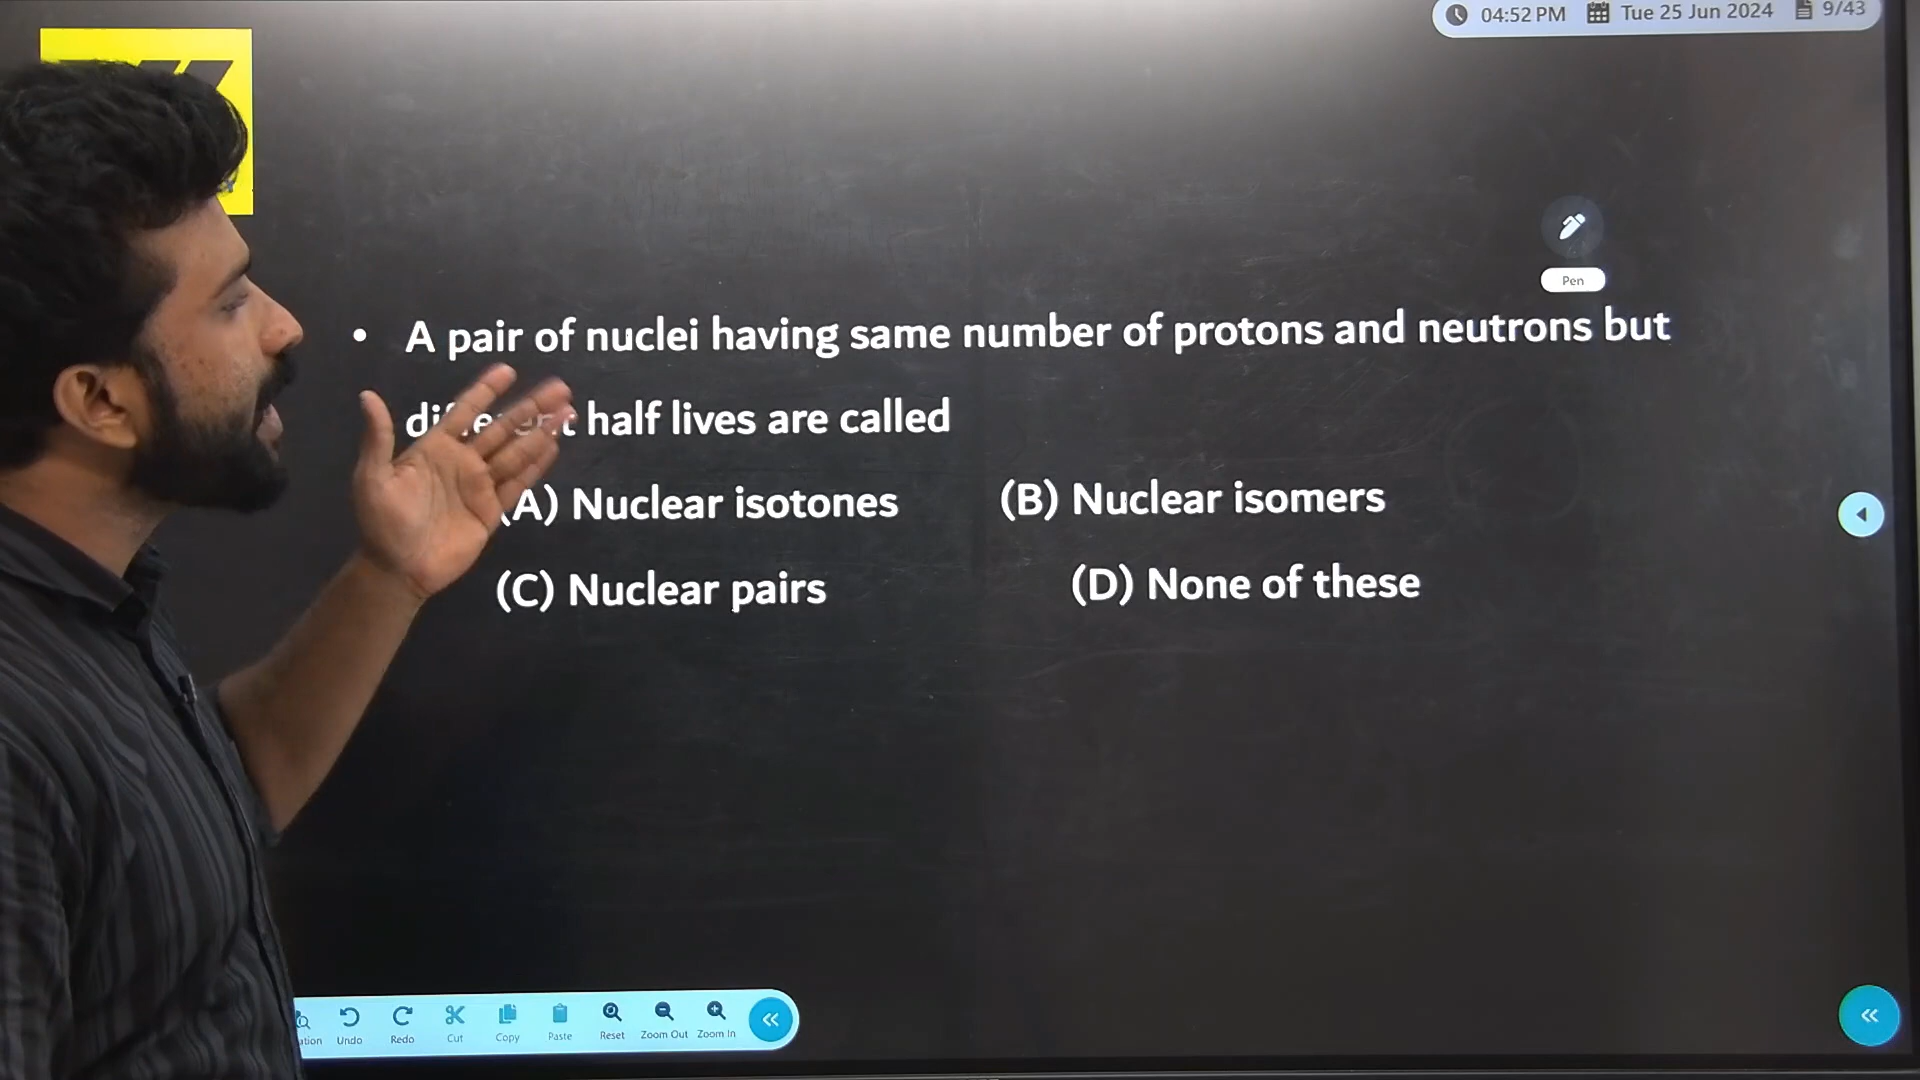 04:52 PM Tue 25 Jun 2024 9/43
Pen
• A pair of nuclei having same number of protons and neutrons but
different half lives are called
(A) Nuclear isotones (B) Nuclear isomers
(C) Nuclear pairs (D) None of these
Undo Redo Cut Copy Paste Reset Zoom Out Zoom In